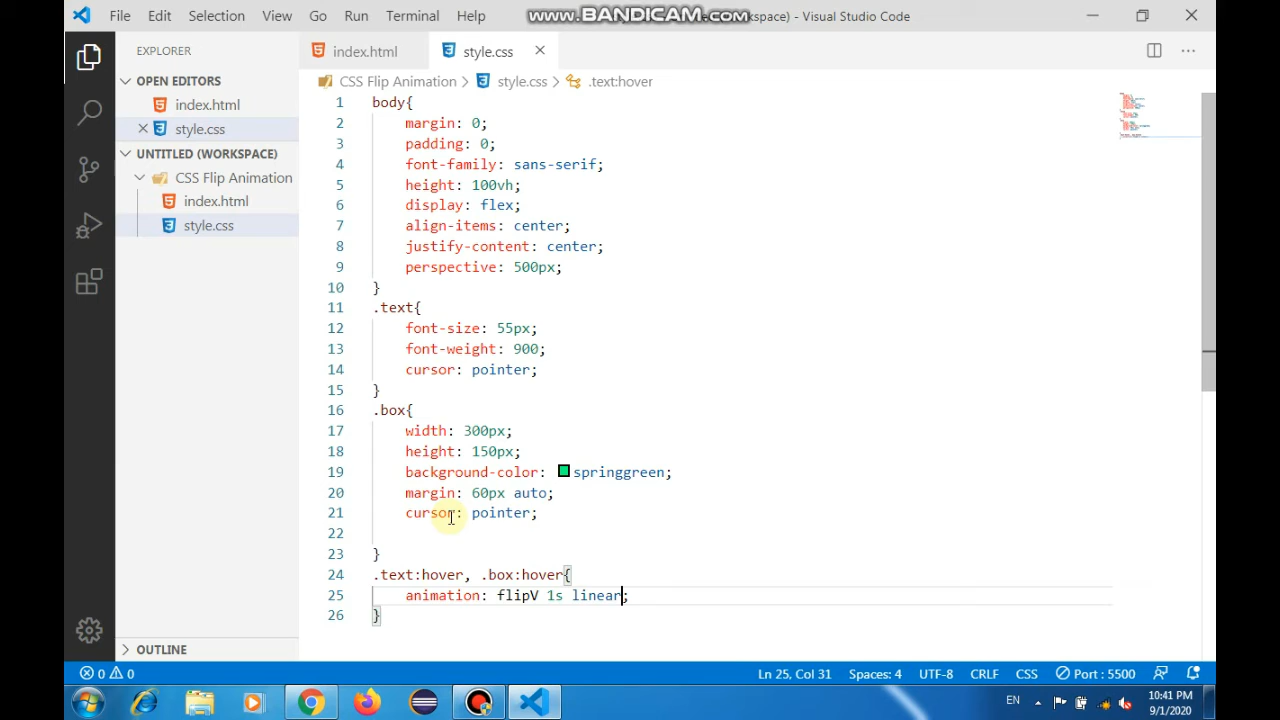 File Edit Selection View Go Run Terminal Help www.BANDICAM.com space) - Visual Studio Code
EXPLORER
index.html
style.css
OPEN EDITORS
index.html
style.css
UNTITLED (WORKSPACE)
CSS Flip Animation
index.html
style.css
OUTLINE
CSS Flip Animation > style.css > .text:hover
1 body{
2 margin: 0;
3 padding: 0;
4 font-family: sans-serif;
5 height: 100vh;
6 display: flex;
7 align-items: center;
8 justify-content: center;
9 perspective: 500px;
10 }
11 .text{
12 font-size: 55px;
13 font-weight: 900;
14 cursor: pointer;
15 }
16 .box{
17 width: 300px;
18 height: 150px;
19 background-color: springgreen;
20 margin: 60px auto;
21 cursor: pointer;
22
23 }
24 .text:hover, .box:hover{
25 animation: flipV 1s linear;
26 }
0 0 Ln 25, Col 31 Spaces: 4 UTF-8 CRLF CSS Port : 5500
EN 10:41 PM
9/1/2020